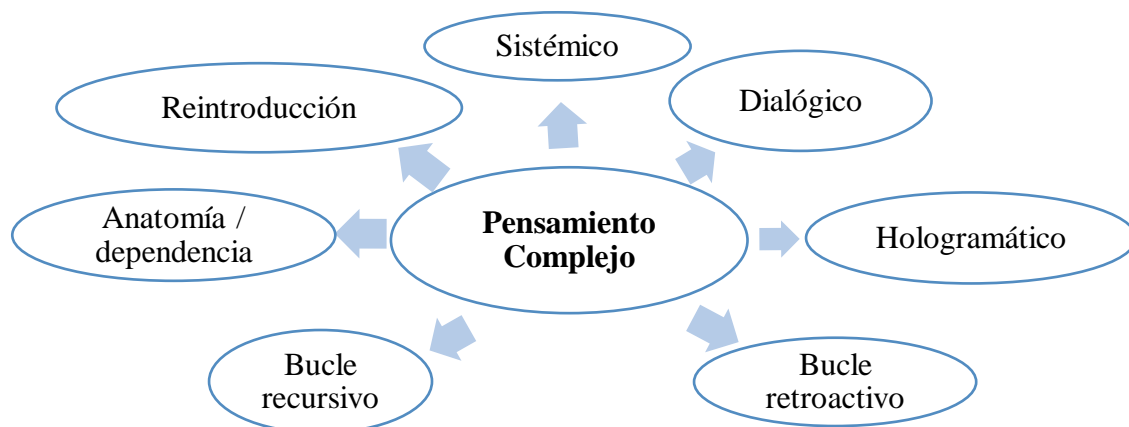 Sistémico
Reintroducción
Dialógico
Anatomía /
dependencia
Pensamiento
Complejo
Hologramático
Bucle
recursivo
Bucle
retroactivo